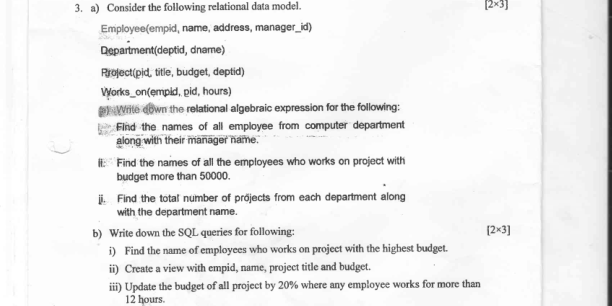 3. a) Consider the following relational data model. [2×3]
Employee(empid, name, address, manager_id)
Department(deptid, dname)
Project(pid, title, budget, deptid)
Works_on(empid, pid, hours)
a) Write down the relational algebraic expression for the following:
Find the names of all employee from computer department
along with their manager name.
ii. Find the names of all the employees who works on project with
budget more than 50000.
ii. Find the total number of projects from each department along
with the department name.
b) Write down the SQL queries for following: [2×3]
i) Find the name of employees who works on project with the highest budget.
ii) Create a view with empid, name, project title and budget.
iii) Update the budget of all project by 20% where any employee works for more than
12 hours.